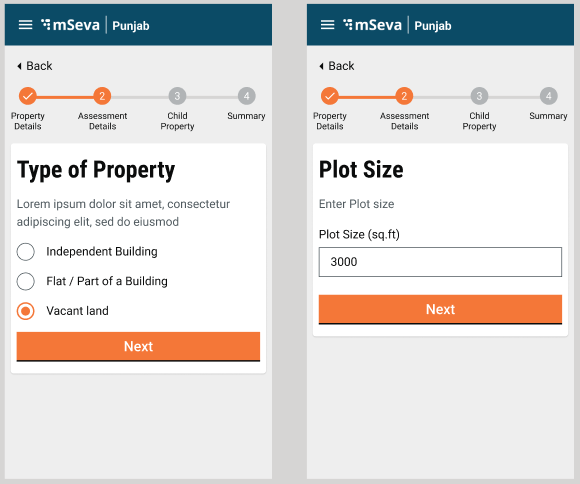 mSeva | Punjab
Back
2
3
4
Property
Details
Assessment
Details
Child
Property
Summary
Type of Property
Lorem ipsum dolor sit amet, consectetur
adipiscing elit, sed do eiusmod
Independent Building
Flat / Part of a Building
Vacant land
Next
mSeva | Punjab
Back
2
3
4
Property
Details
Assessment
Details
Child
Property
Summary
Plot Size
Enter Plot size
Plot Size (sq.ft)
3000
Next